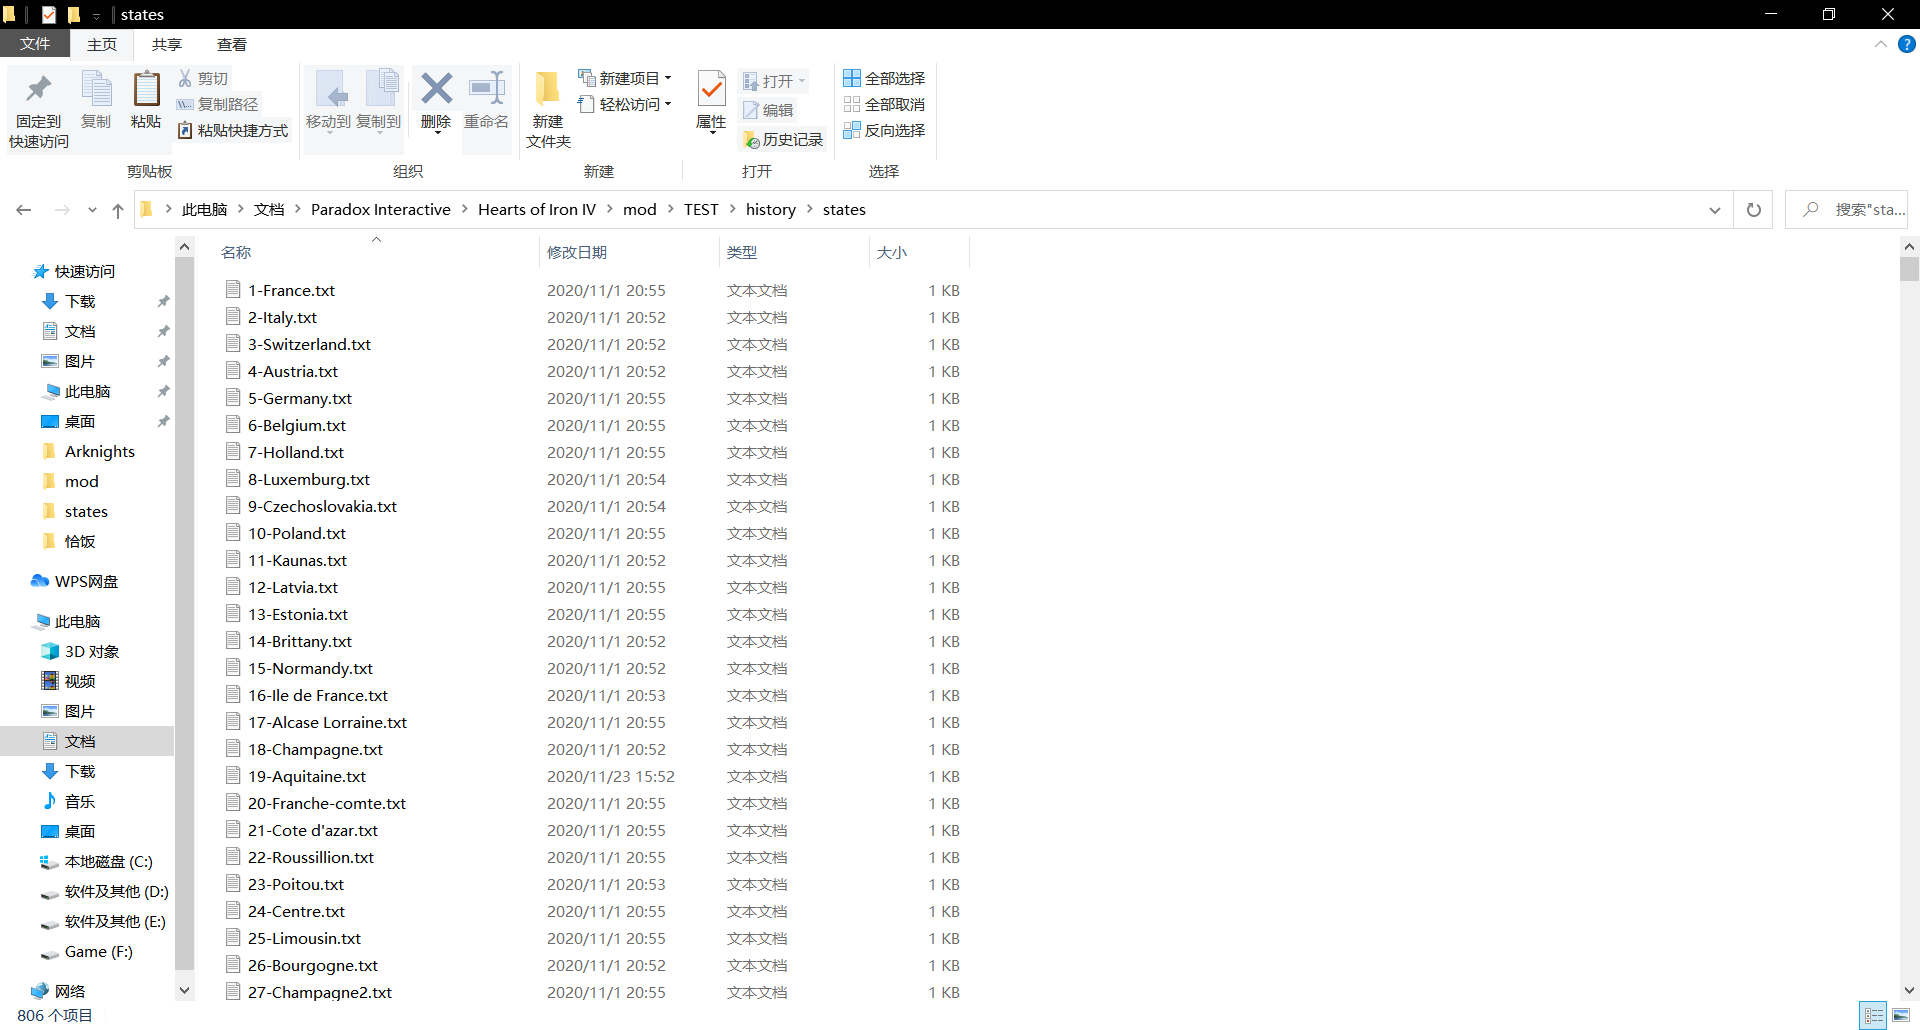 states
文件
主页
共享
查看
固定到
快速访问
复制
粘贴
剪切
复制路径
粘贴快捷方式
剪贴板
移动到
复制到
删除
重命名
组织
新建
文件夹
新建项目
轻松访问
新建
属性
打开
编辑
历史记录
打开
全部选择
全部取消
反向选择
选择
此电脑 文档 Paradox Interactive Hearts of Iron IV mod TEST history states
搜索"sta...
快速访问
下载
文档
图片
此电脑
桌面
Arknights
mod
states
恰饭
WPS网盘
此电脑
3D 对象
视频
图片
文档
下载
音乐
桌面
本地磁盘 (C:)
软件及其他 (D:)
软件及其他 (E:)
Game (F:)
网络
名称 修改日期 类型 大小
1-France.txt 2020/11/1 20:55 文本文档 1 KB
2-Italy.txt 2020/11/1 20:52 文本文档 1 KB
3-Switzerland.txt 2020/11/1 20:52 文本文档 1 KB
4-Austria.txt 2020/11/1 20:52 文本文档 1 KB
5-Germany.txt 2020/11/1 20:55 文本文档 1 KB
6-Belgium.txt 2020/11/1 20:55 文本文档 1 KB
7-Holland.txt 2020/11/1 20:55 文本文档 1 KB
8-Luxemburg.txt 2020/11/1 20:54 文本文档 1 KB
9-Czechoslovakia.txt 2020/11/1 20:54 文本文档 1 KB
10-Poland.txt 2020/11/1 20:55 文本文档 1 KB
11-Kaunas.txt 2020/11/1 20:52 文本文档 1 KB
12-Latvia.txt 2020/11/1 20:55 文本文档 1 KB
13-Estonia.txt 2020/11/1 20:55 文本文档 1 KB
14-Brittany.txt 2020/11/1 20:52 文本文档 1 KB
15-Normandy.txt 2020/11/1 20:52 文本文档 1 KB
16-Ile de France.txt 2020/11/1 20:53 文本文档 1 KB
17-Alcase Lorraine.txt 2020/11/1 20:55 文本文档 1 KB
18-Champagne.txt 2020/11/1 20:52 文本文档 1 KB
19-Aquitaine.txt 2020/11/23 15:52 文本文档 1 KB
20-Franche-comte.txt 2020/11/1 20:55 文本文档 1 KB
21-Cote d'azar.txt 2020/11/1 20:55 文本文档 1 KB
22-Roussillion.txt 2020/11/1 20:55 文本文档 1 KB
23-Poitou.txt 2020/11/1 20:53 文本文档 1 KB
24-Centre.txt 2020/11/1 20:55 文本文档 1 KB
25-Limousin.txt 2020/11/1 20:55 文本文档 1 KB
26-Bourgogne.txt 2020/11/1 20:52 文本文档 1 KB
27-Champagne2.txt 2020/11/1 20:55 文本文档 1 KB
806 个项目